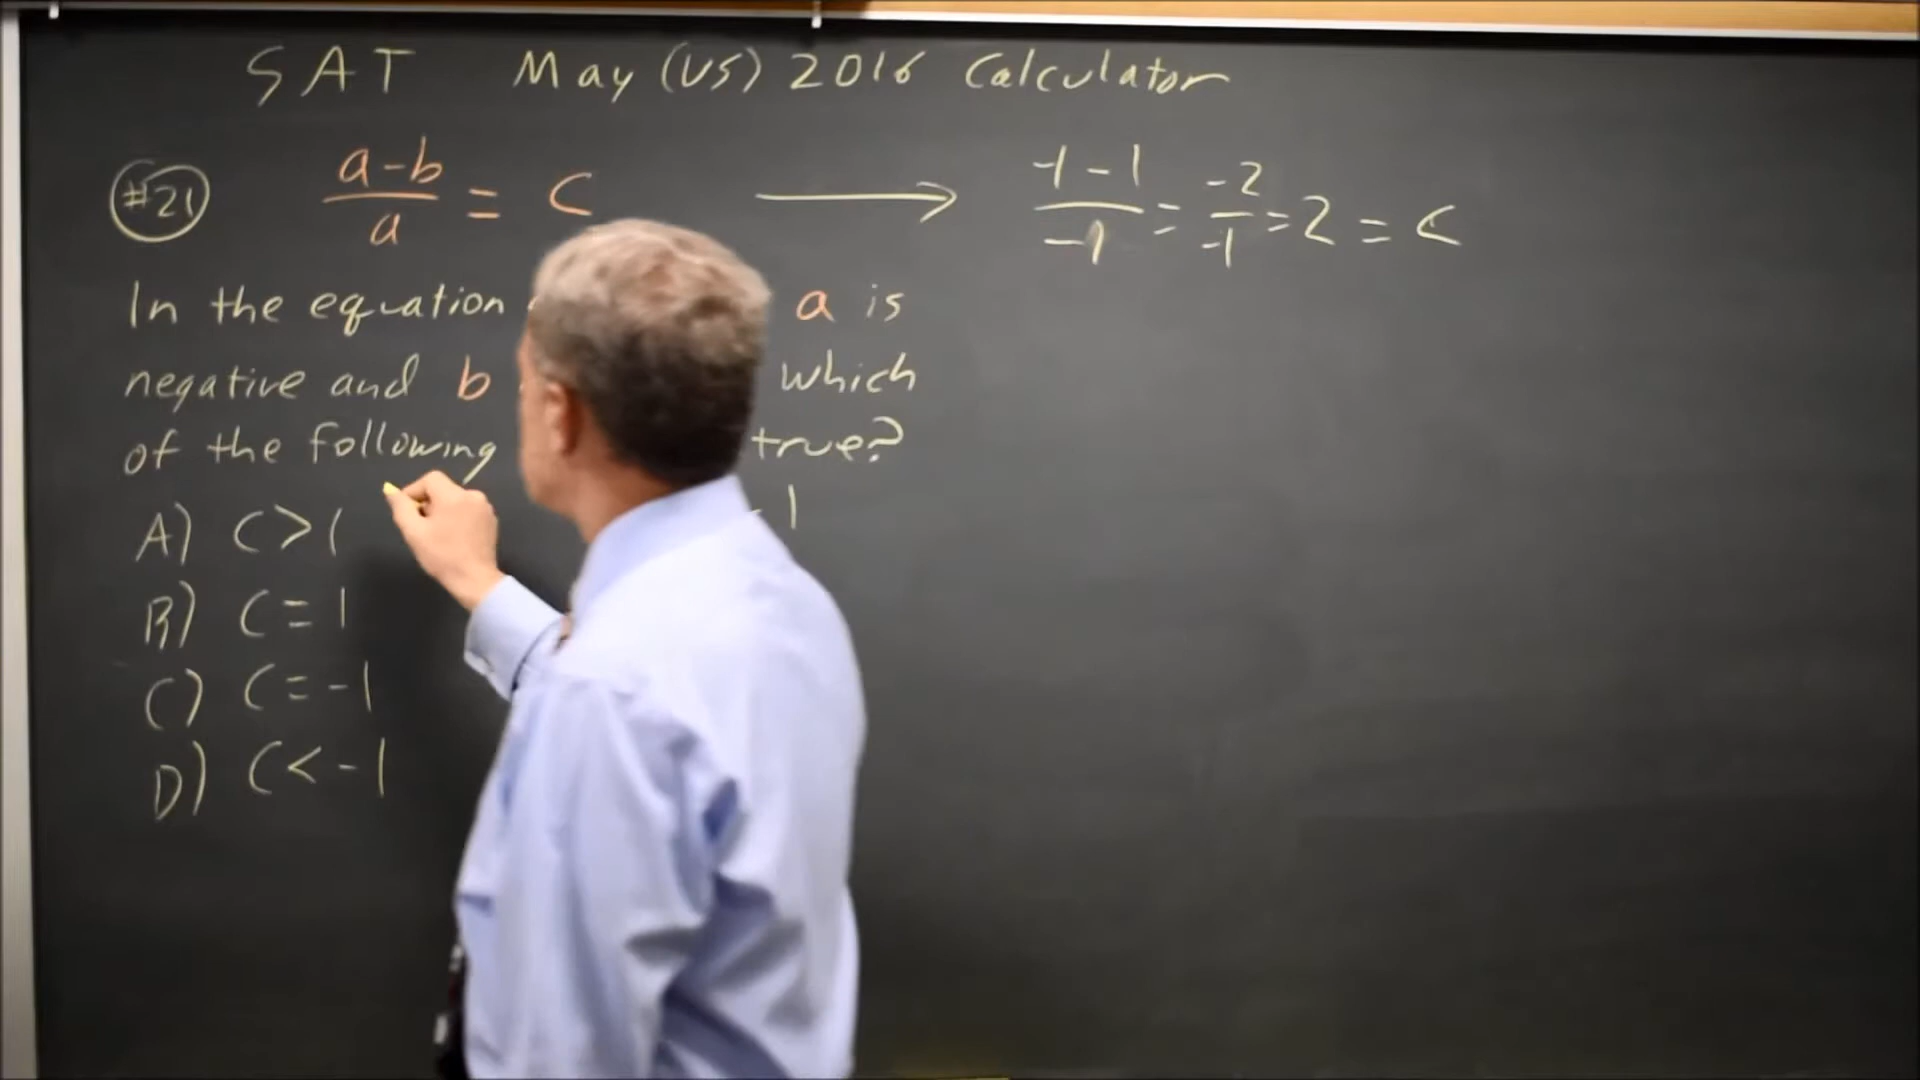 SAT May (US) 2016 Calculator
#21
a-b
a
= C
-1 - 1
-1
= -2
-1
= 2 = c
In the equation a is
negative and b which
of the following true?
A) C > 1
B) C = 1
C) C = -1
D) C < -1
- 1